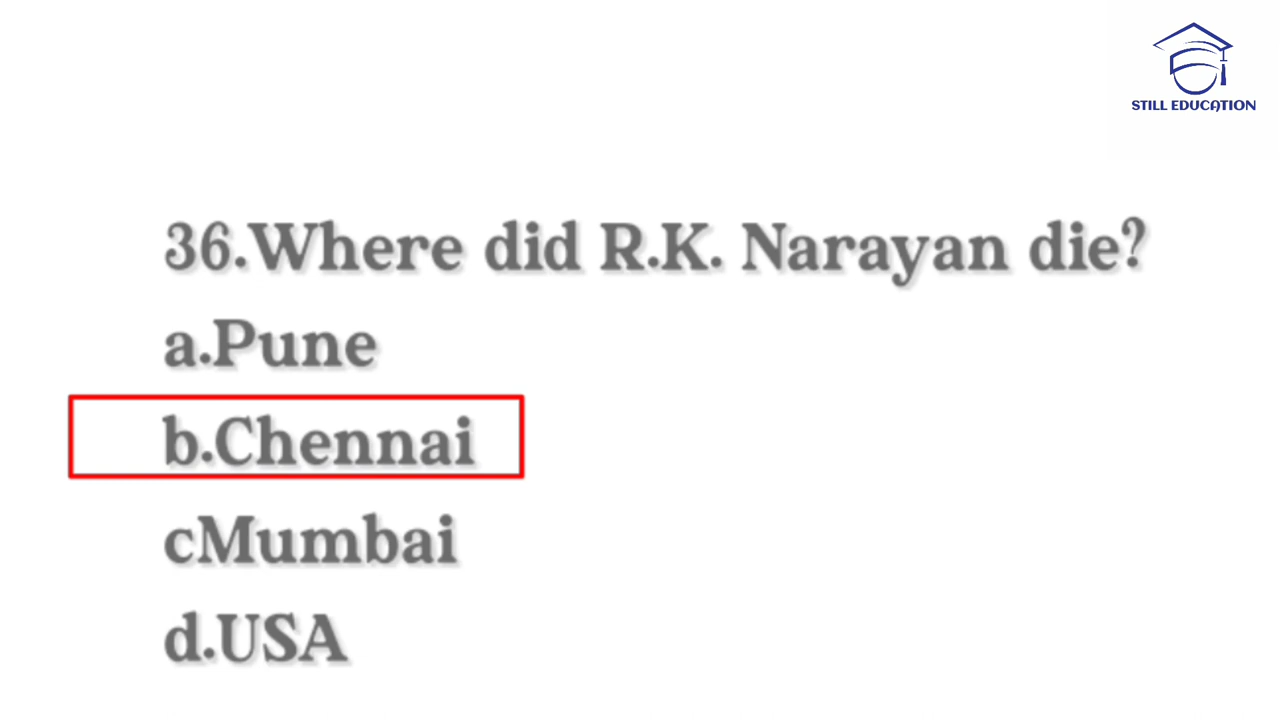 STILL EDUCATION
36.Where did R.K. Narayan die?
a.Pune
b.Chennai
cMumbai
d.USA